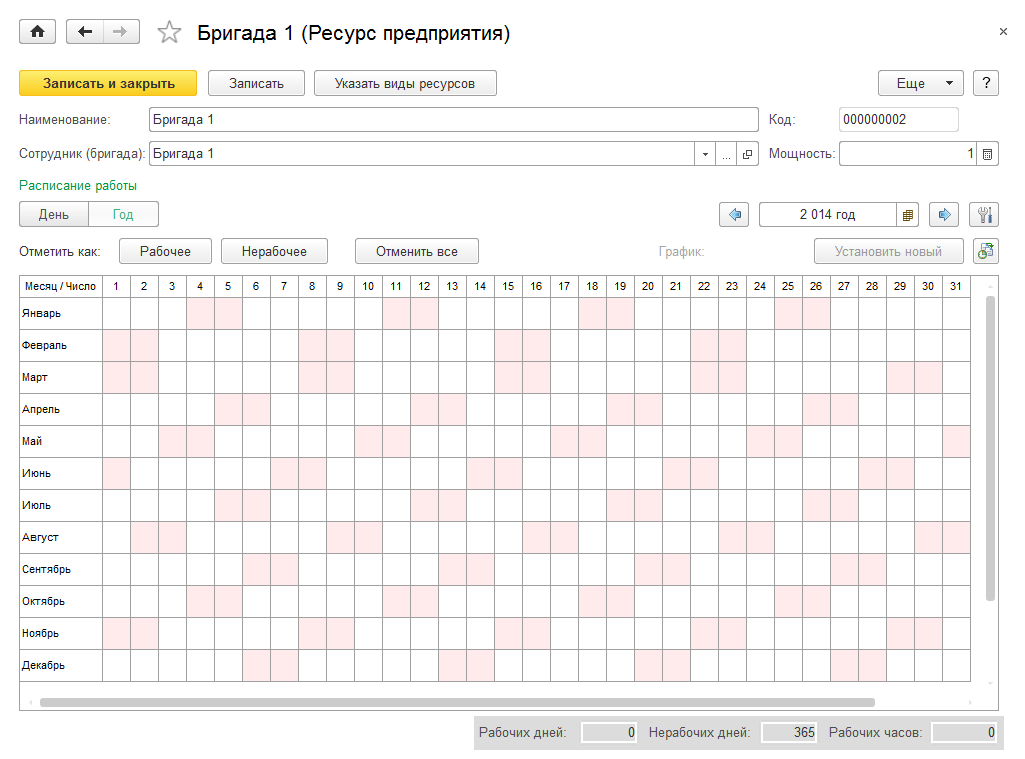 Бригада 1 (Ресурс предприятия)
Записать и закрыть Записать Указать виды ресурсов Еще ?
Наименование: Бригада 1 Код: 000000002
Сотрудник (бригада): Бригада 1 ... Мощность: 1
Расписание работы
День Год 2 014 год
Отметить как: Рабочее Нерабочее Отменить все График: Установить новый
Месяц / Число 1 2 3 4 5 6 7 8 9 10 11 12 13 14 15 16 17 18 19 20 21 22 23 24 25 26 27 28 29 30 31
Январь
Февраль
Март
Апрель
Май
Июнь
Июль
Август
Сентябрь
Октябрь
Ноябрь
Декабрь
Рабочих дней: 0 Нерабочих дней: 365 Рабочих часов: 0